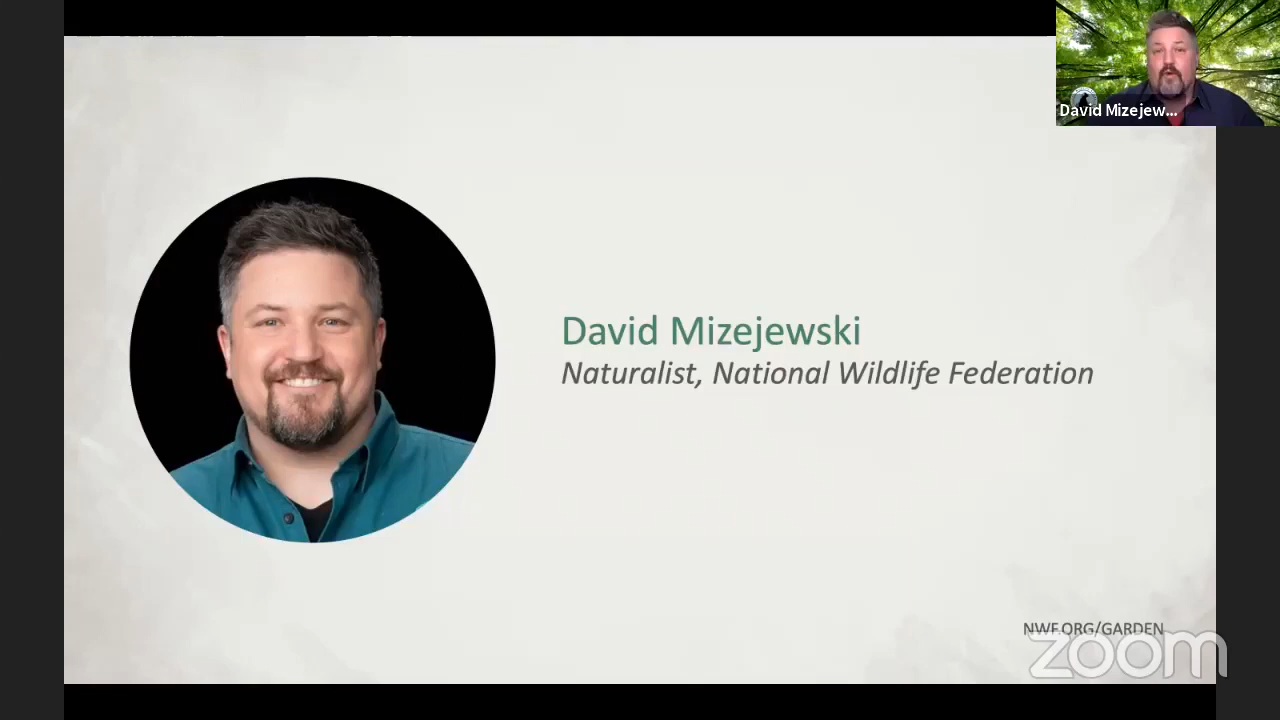 David Mizejew...
David Mizejewski
Naturalist, National Wildlife Federation
NWF.ORG/GARDEN
zoom